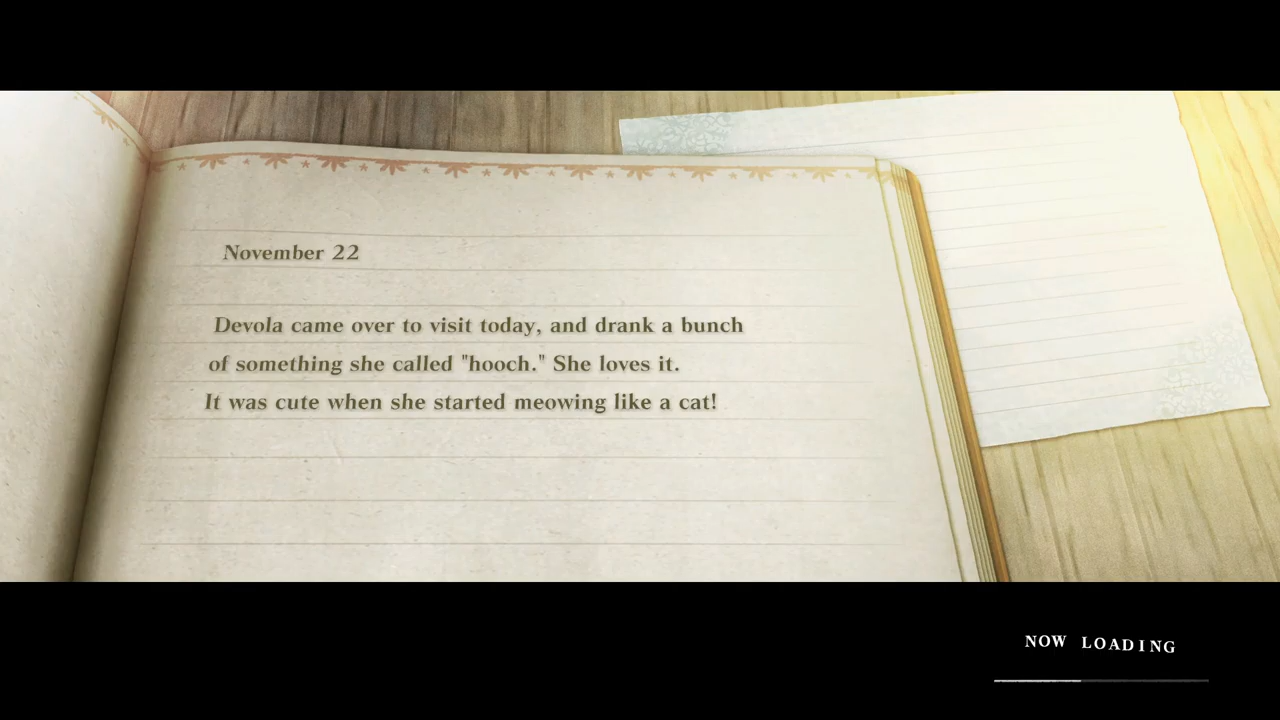 November 22
Devola came over to visit today, and drank a bunch
of something she called "hooch." She loves it.
It was cute when she started meowing like a cat!
NOW LOADING